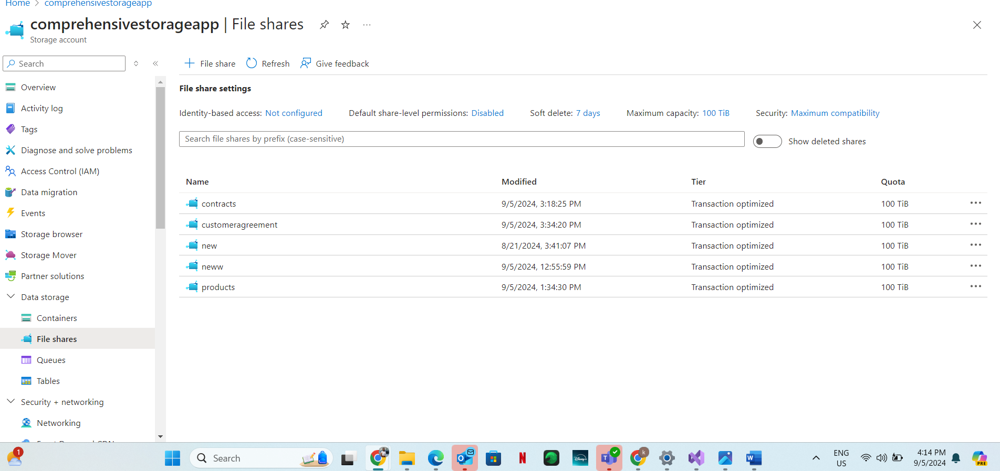 Home > comprehensivestorageapp
comprehensivestorageapp | File shares
Storage account
Search
File share
Refresh
Give feedback
Overview
Activity log
Tags
Diagnose and solve problems
Access Control (IAM)
Data migration
Events
Storage browser
Storage Mover
Partner solutions
Data storage
Containers
File shares
Queues
Tables
Security + networking
Networking
File share settings
Identity-based access: Not configured
Default share-level permissions: Disabled
Soft delete: 7 days
Maximum capacity: 100 TiB
Security: Maximum compatibility
Search file shares by prefix (case-sensitive)
Show deleted shares
Name Modified Tier Quota
contracts 9/5/2024, 3:18:25 PM Transaction optimized 100 TiB
customeragreement 9/5/2024, 3:34:20 PM Transaction optimized 100 TiB
new 8/21/2024, 3:41:07 PM Transaction optimized 100 TiB
neww 9/5/2024, 12:55:59 PM Transaction optimized 100 TiB
products 9/5/2024, 1:34:30 PM Transaction optimized 100 TiB
1
Search
N
Disney+
T
k
W
ENG
US
4:14 PM
9/5/2024
PRE